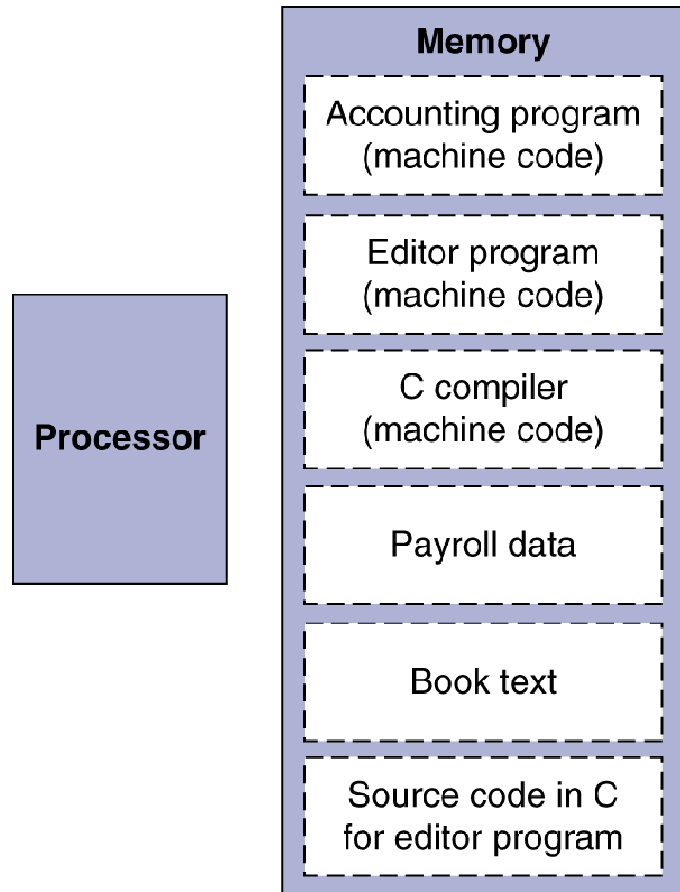 Memory
Accounting program
(machine code)
Editor program
(machine code)
C compiler
(machine code)
Processor
Payroll data
Book text
Source code in C
for editor program